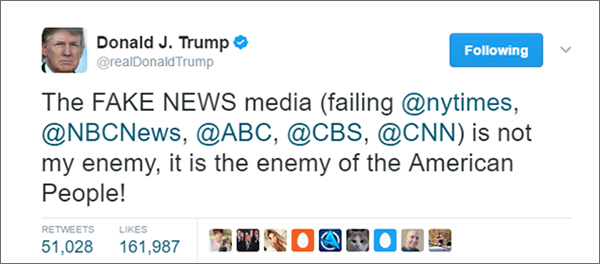 Donald J. Trump
@realDonaldTrump
Following
The FAKE NEWS media (failing @nytimes,
@NBCNews, @ABC, @CBS, @CNN) is not
my enemy, it is the enemy of the American
People!
RETWEETS LIKES
51,028 161,987